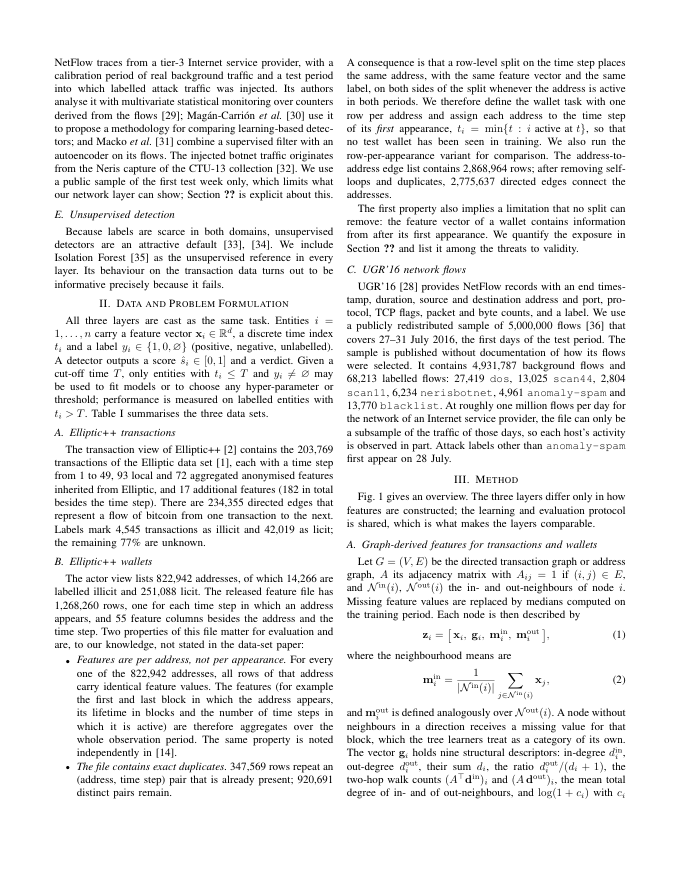 NetFlow traces from a tier-3 Internet service provider, with a
calibration period of real background traffic and a test period
into which labelled attack traffic was injected. Its authors
analyse it with multivariate statistical monitoring over counters
derived from the flows [29]; Magán-Carrión et al. [30] use it
to propose a methodology for comparing learning-based detec-
tors; and Macko et al. [31] combine a supervised filter with an
autoencoder on its flows. The injected botnet traffic originates
from the Neris capture of the CTU-13 collection [32]. We use
a public sample of the first test week only, which limits what
our network layer can show; Section ?? is explicit about this.
E. Unsupervised detection
Because labels are scarce in both domains, unsupervised
detectors are an attractive default [33], [34]. We include
Isolation Forest [35] as the unsupervised reference in every
layer. Its behaviour on the transaction data turns out to be
informative precisely because it fails.
II. DATA AND PROBLEM FORMULATION
All three layers are cast as the same task. Entities i =
1, . . . , n carry a feature vector x_i ∈ ℝ^d, a discrete time index
t_i and a label y_i ∈ {1, 0, ∅} (positive, negative, unlabelled).
A detector outputs a score ŝ_i ∈ [0, 1] and a verdict. Given a
cut-off time T, only entities with t_i ≤ T and y_i ≠ ∅ may
be used to fit models or to choose any hyper-parameter or
threshold; performance is measured on labelled entities with
t_i > T. Table I summarises the three data sets.
A. Elliptic++ transactions
The transaction view of Elliptic++ [2] contains the 203,769
transactions of the Elliptic data set [1], each with a time step
from 1 to 49, 93 local and 72 aggregated anonymised features
inherited from Elliptic, and 17 additional features (182 in total
besides the time step). There are 234,355 directed edges that
represent a flow of bitcoin from one transaction to the next.
Labels mark 4,545 transactions as illicit and 42,019 as licit;
the remaining 77% are unknown.
B. Elliptic++ wallets
The actor view lists 822,942 addresses, of which 14,266 are
labelled illicit and 251,088 licit. The released feature file has
1,268,260 rows, one for each time step in which an address
appears, and 55 feature columns besides the address and the
time step. Two properties of this file matter for evaluation and
are, to our knowledge, not stated in the data-set paper:
• Features are per address, not per appearance. For every
one of the 822,942 addresses, all rows of that address
carry identical feature values. The features (for example
the first and last block in which the address appears,
its lifetime in blocks and the number of time steps in
which it is active) are therefore aggregates over the
whole observation period. The same property is noted
independently in [14].
• The file contains exact duplicates. 347,569 rows repeat an
(address, time step) pair that is already present; 920,691
distinct pairs remain.
A consequence is that a row-level split on the time step places
the same address, with the same feature vector and the same
label, on both sides of the split whenever the address is active
in both periods. We therefore define the wallet task with one
row per address and assign each address to the time step
of its first appearance, t_i = min{t : i active at t}, so that
no test wallet has been seen in training. We also run the
row-per-appearance variant for comparison. The address-to-
address edge list contains 2,868,964 rows; after removing self-
loops and duplicates, 2,775,637 directed edges connect the
addresses.
The first property also implies a limitation that no split can
remove: the feature vector of a wallet contains information
from after its first appearance. We quantify the exposure in
Section ?? and list it among the threats to validity.
C. UGR'16 network flows
UGR'16 [28] provides NetFlow records with an end times-
tamp, duration, source and destination address and port, pro-
tocol, TCP flags, packet and byte counts, and a label. We use
a publicly redistributed sample of 5,000,000 flows [36] that
covers 27–31 July 2016, the first days of the test period. The
sample is published without documentation of how its flows
were selected. It contains 4,931,787 background flows and
68,213 labelled flows: 27,419 dos, 13,025 scan44, 2,804
scan11, 6,234 nerisbotnet, 4,961 anomaly-spam and
13,770 blacklist. At roughly one million flows per day for
the network of an Internet service provider, the file can only be
a subsample of the traffic of those days, so each host's activity
is observed in part. Attack labels other than anomaly-spam
first appear on 28 July.
III. METHOD
Fig. 1 gives an overview. The three layers differ only in how
features are constructed; the learning and evaluation protocol
is shared, which is what makes the layers comparable.
A. Graph-derived features for transactions and wallets
Let G = (V, E) be the directed transaction graph or address
graph, A its adjacency matrix with A_ij = 1 if (i, j) ∈ E,
and 𝒩^in(i), 𝒩^out(i) the in- and out-neighbours of node i.
Missing feature values are replaced by medians computed on
the training period. Each node is then described by
z_i = [ x_i, g_i, m_i^in, m_i^out ], (1)
where the neighbourhood means are
m_i^in = 1/|𝒩^in(i)| ∑_{j∈𝒩^in(i)} x_j, (2)
and m_i^out is defined analogously over 𝒩^out(i). A node without
neighbours in a direction receives a missing value for that
block, which the tree learners treat as a category of its own.
The vector g_i holds nine structural descriptors: in-degree d_i^in,
out-degree d_i^out, their sum d_i, the ratio d_i^out/(d_i + 1), the
two-hop walk counts (A^⊤d^in)_i and (A d^out)_i, the mean total
degree of in- and of out-neighbours, and log(1 + c_i) with c_i